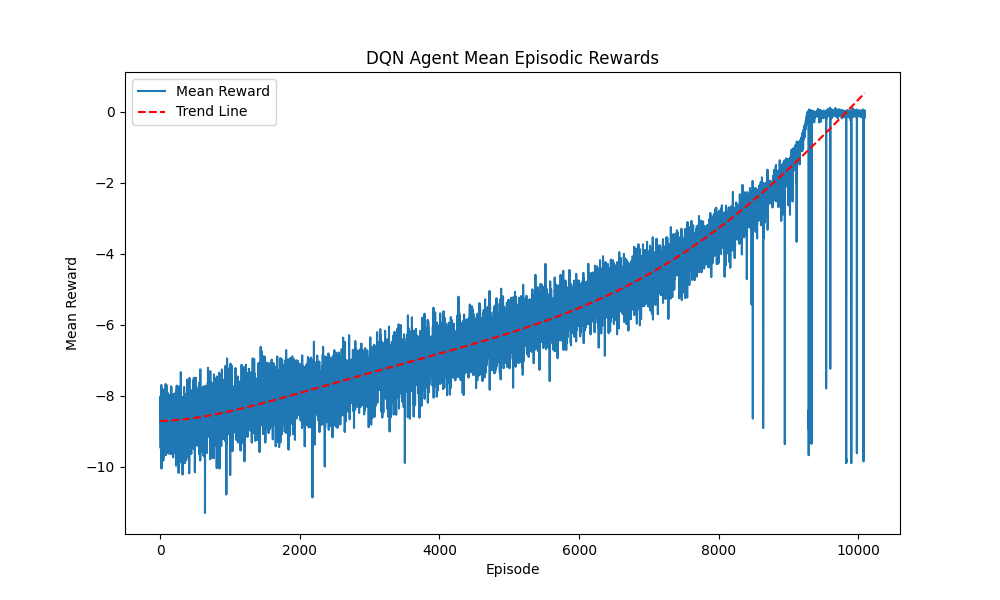 DQN Agent Mean Episodic Rewards
Mean Reward
Trend Line
0
−2
−4
−6
−8
−10
Mean Reward
0
2000
4000
6000
8000
10000
Episode